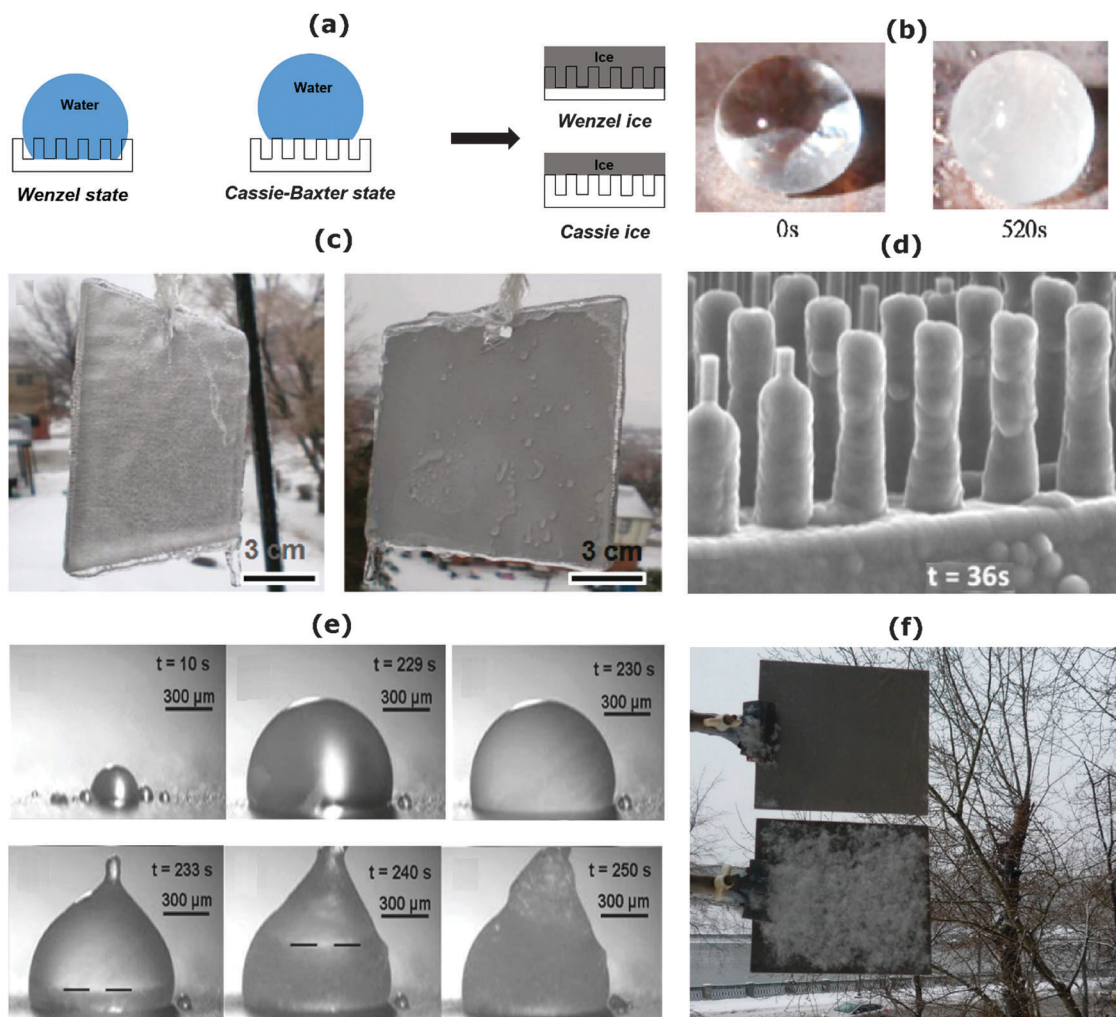 (a)
Water
Wenzel state
Water
Cassie-Baxter state
Ice
Wenzel ice
Ice
Cassie ice
(b)
0s
520s
(c)
3 cm
3 cm
(d)
t = 36s
(e)
t = 10 s
300 µm
t = 229 s
300 µm
t = 230 s
300 µm
t = 233 s
300 µm
t = 240 s
300 µm
t = 250 s
300 µm
(f)